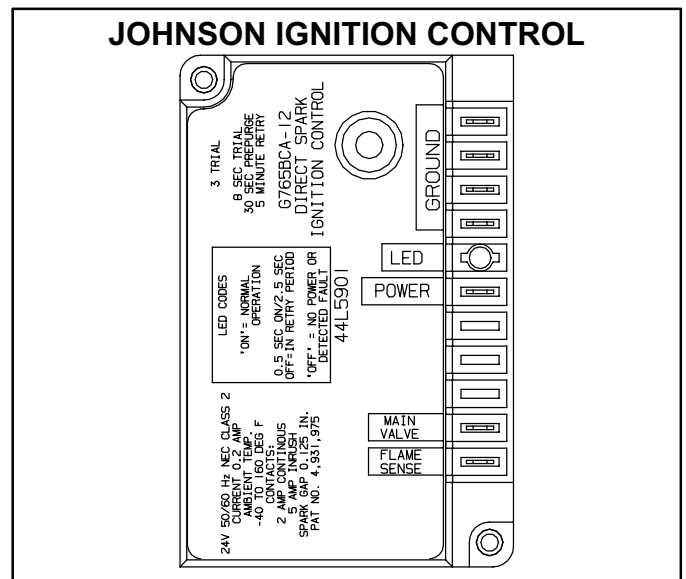 JOHNSON IGNITION CONTROL
3 TRIAL
8 SEC TRIAL
30 SEC PREPURGE
5 MINUTE RETRY
G765BCA-12
DIRECT SPARK
IGNITION CONTROL
GROUND
LED
POWER
LED CODES
'ON'= NORMAL
OPERATION
0.5 SEC ON/2.5 SEC
OFF=IN RETRY PERIOD
'OFF' = NO POWER OR
DETECTED FAULT
44L5901
MAIN
VALVE
FLAME
SENSE
24V 50/60 Hz NEC CLASS 2
CURRENT 0.2 AMP
AMBIENT TEMP.
-40 TO 160 DEG F
CONTACTS:
2 AMP CONTINOUS
5 AMP INRUSH
SPARK GAP 0.125 IN.
PAT NO. 4,931,975